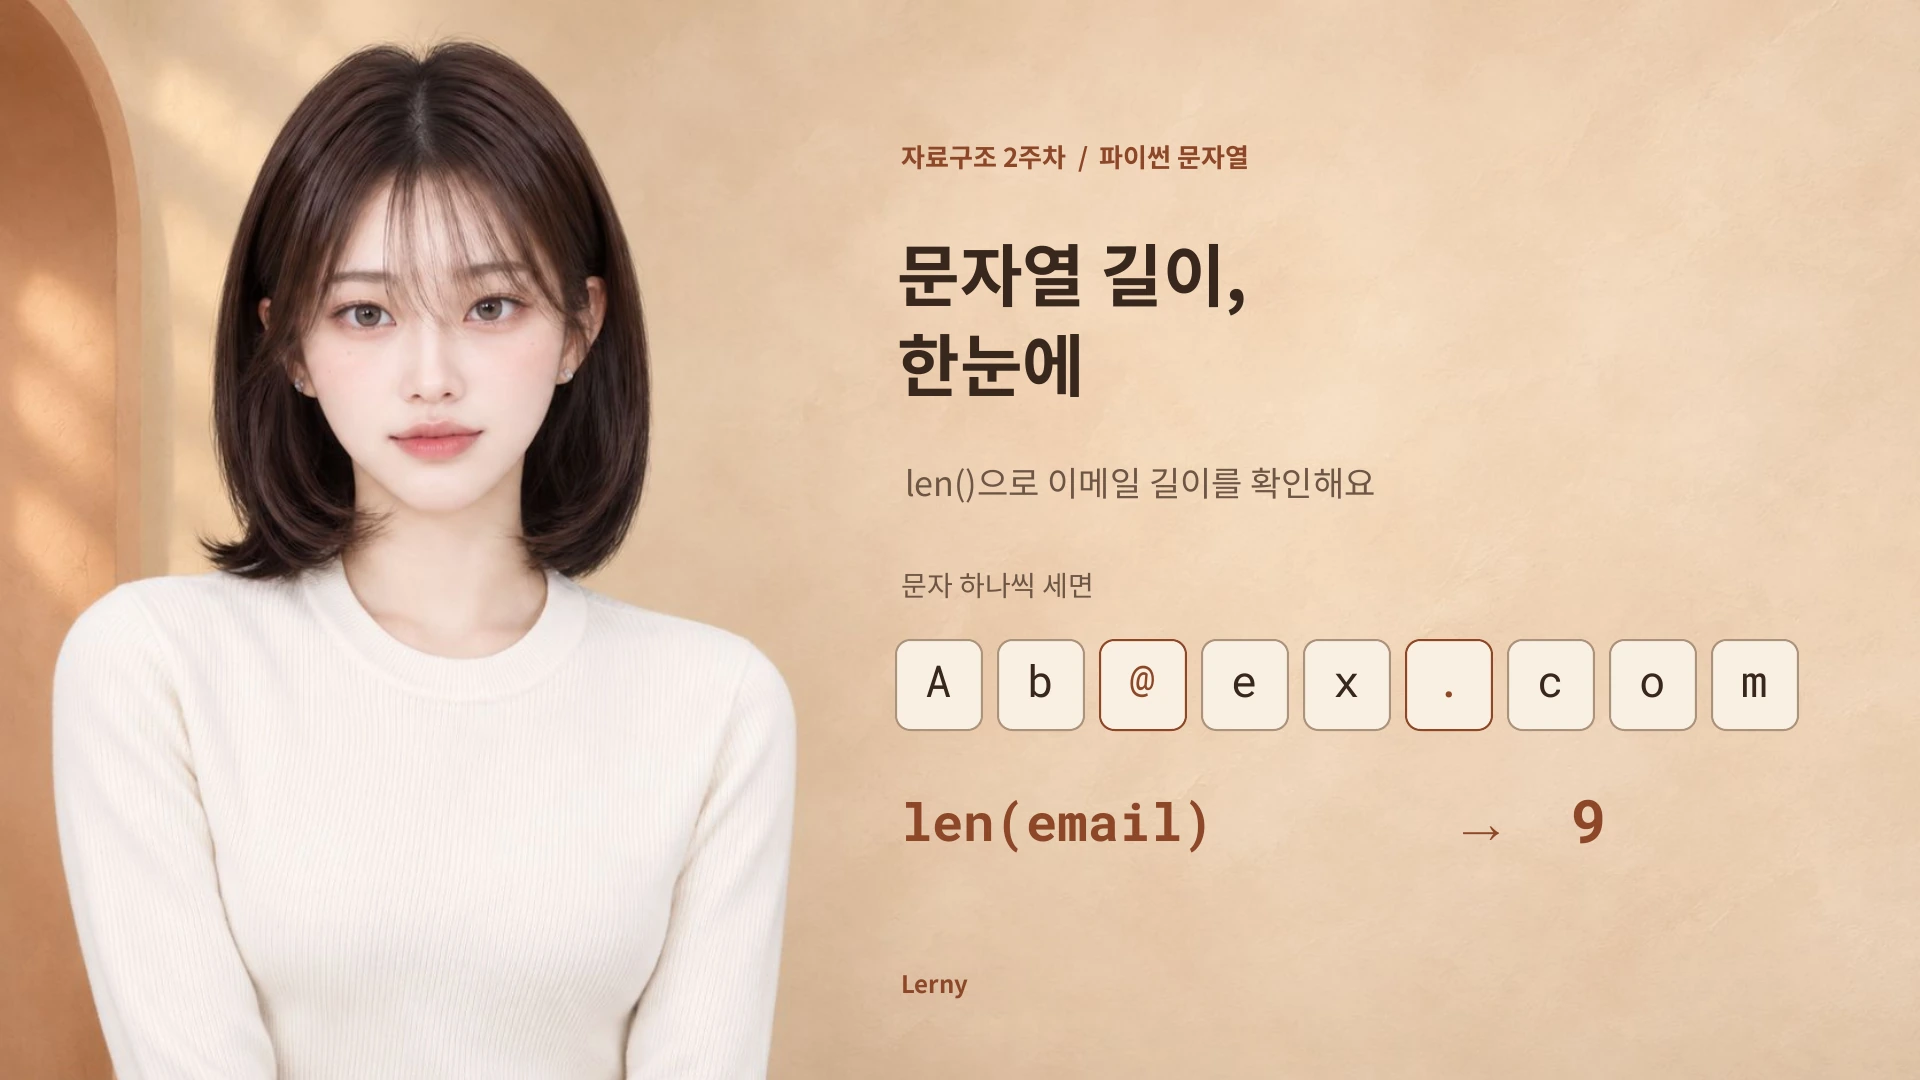 자료구조 2주차 / 파이썬 문자열
문자열 길이,
한눈에
len()으로 이메일 길이를 확인해요
문자 하나씩 세면
A b @ e x . c o m
len(email) → 9
Lerny